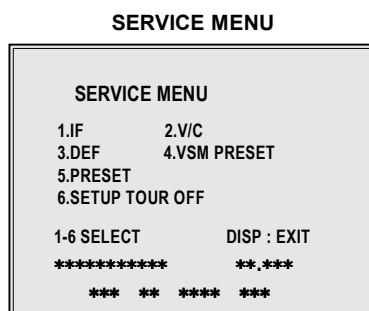 SERVICE MENU
SERVICE MENU
1.IF 2.V/C
3.DEF 4.VSM PRESET
5.PRESET
6.SETUP TOUR OFF
1-6 SELECT DISP : EXIT
*********** **.***
*** ** **** ***